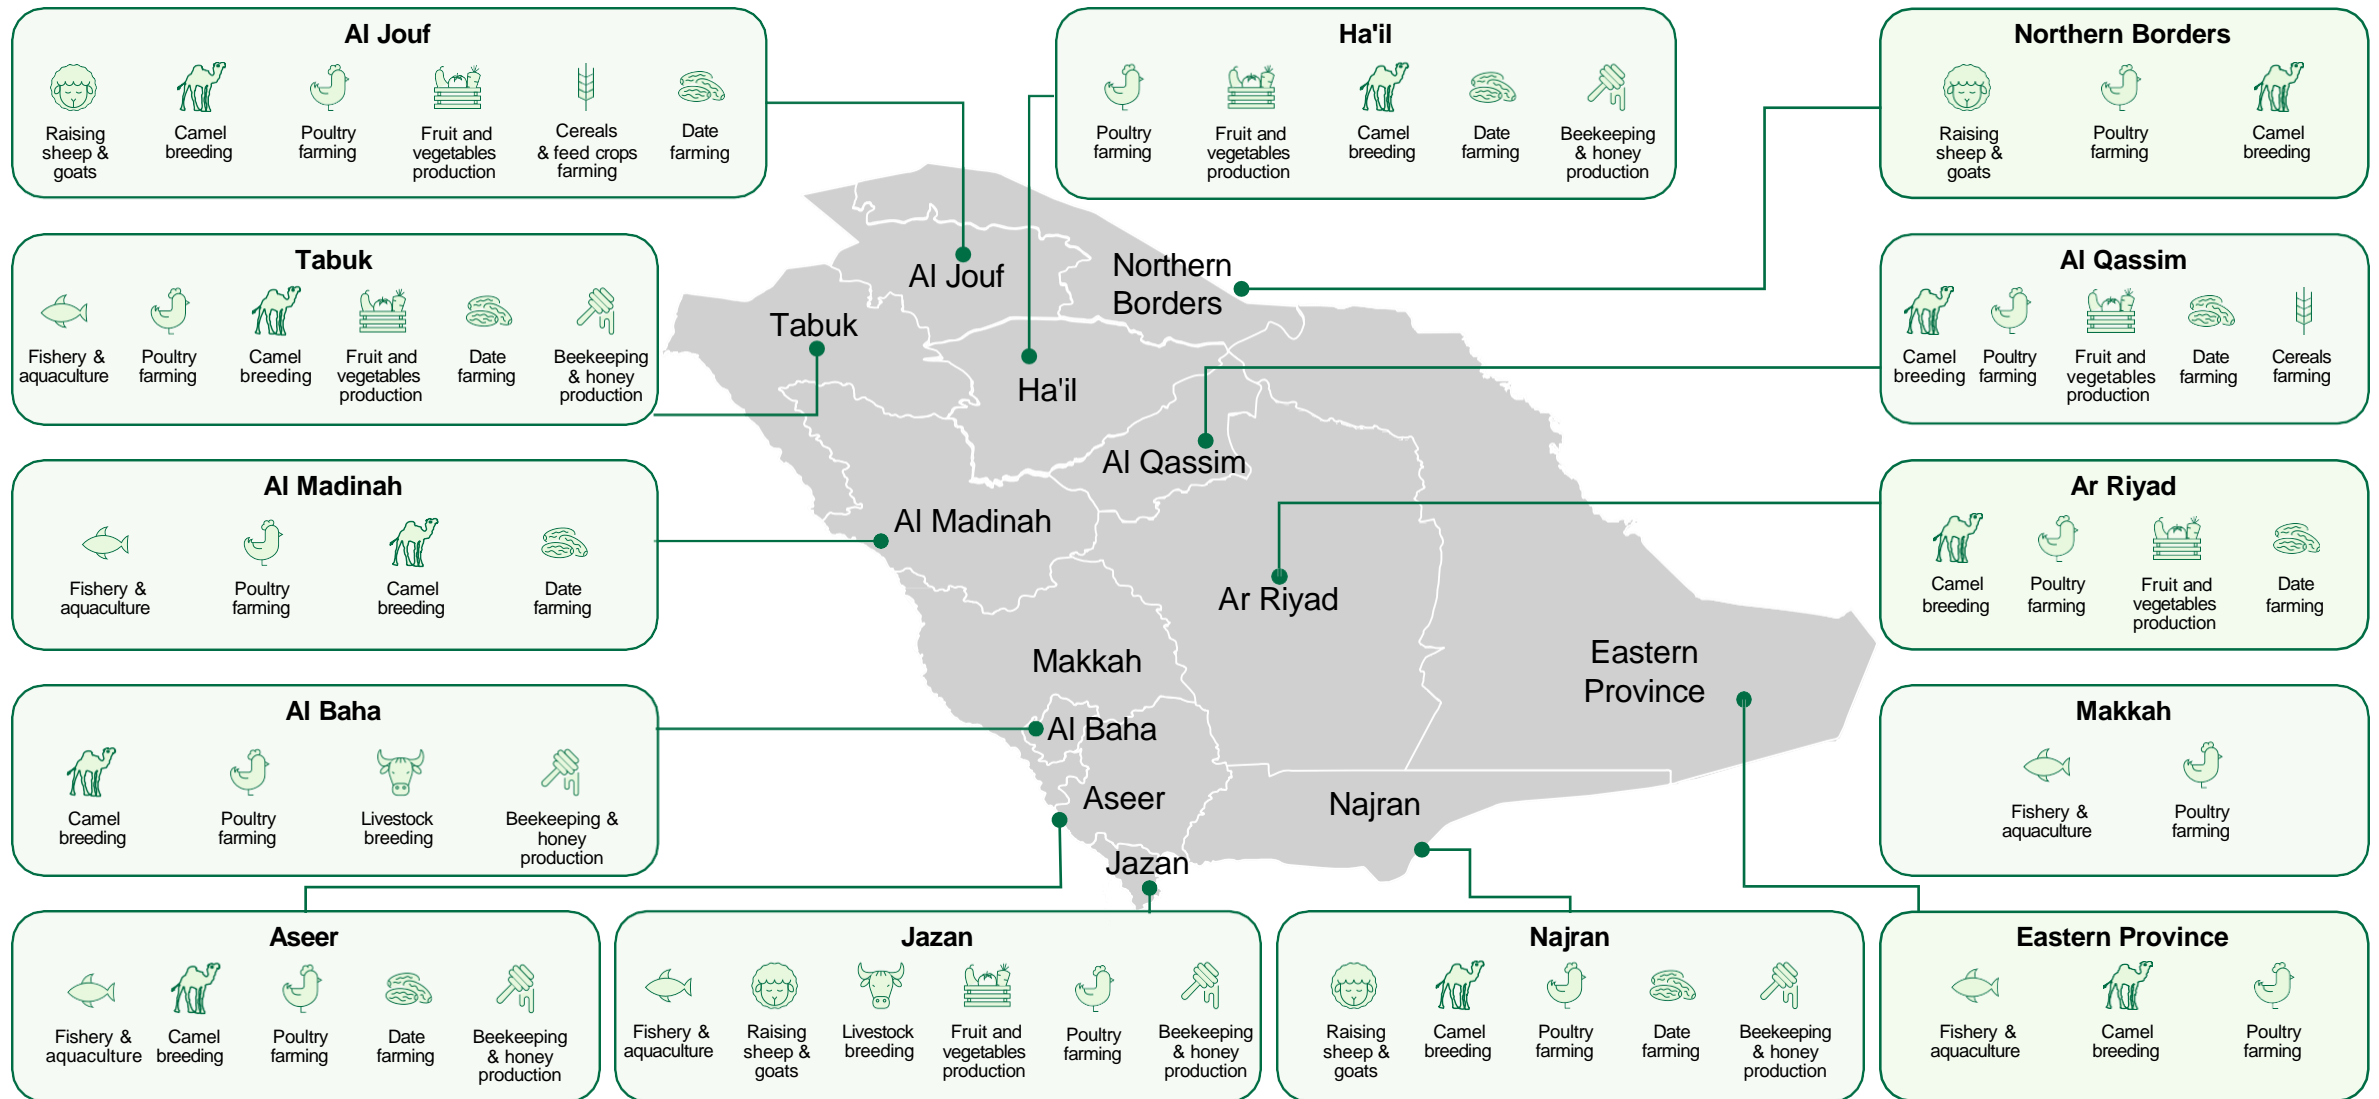 Al Jouf
Raising
sheep &
goats
Camel
breeding
Poultry
farming
Fruit and
vegetables
production
Cereals
& feed crops
farming
Date
farming
Ha'il
Poultry
farming
Fruit and
vegetables
production
Camel
breeding
Date
farming
Beekeeping
& honey
production
Northern Borders
Raising
sheep &
goats
Poultry
farming
Camel
breeding
Tabuk
Fishery &
aquaculture
Poultry
farming
Camel
breeding
Fruit and
vegetables
production
Date
farming
Beekeeping
& honey
production
Al Qassim
Camel
breeding
Poultry
farming
Fruit and
vegetables
production
Date
farming
Cereals
farming
Al Madinah
Fishery &
aquaculture
Poultry
farming
Camel
breeding
Date
farming
Ar Riyad
Camel
breeding
Poultry
farming
Fruit and
vegetables
production
Date
farming
Al Baha
Camel
breeding
Poultry
farming
Livestock
breeding
Beekeeping &
honey
production
Makkah
Fishery &
aquaculture
Poultry
farming
Al Jouf
Northern
Borders
Tabuk
Ha'il
Al Qassim
Al Madinah
Ar Riyad
Makkah
Eastern
Province
Al Baha
Aseer
Najran
Jazan
Aseer
Fishery &
aquaculture
Camel
breeding
Poultry
farming
Date
farming
Beekeeping
& honey
production
Jazan
Fishery &
aquaculture
Raising
sheep &
goats
Livestock
breeding
Fruit and
vegetables
production
Poultry
farming
Beekeeping
& honey
production
Najran
Raising
sheep &
goats
Camel
breeding
Poultry
farming
Date
farming
Beekeeping
& honey
production
Eastern Province
Fishery &
aquaculture
Camel
breeding
Poultry
farming